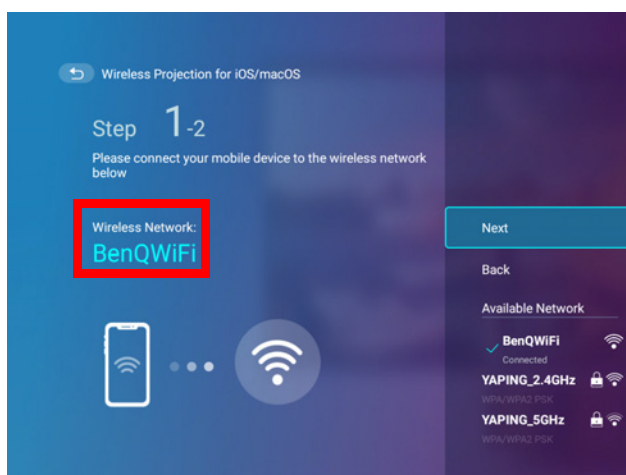 Wireless Projection for iOS/macOS
Step 1-2
Please connect your mobile device to the wireless network
below
Wireless Network:
BenQWiFi
Next
Back
Available Network
BenQWiFi
Connected
YAPING_2.4GHz
WPA/WPA2 PSK
YAPING_5GHz
WPA/WPA2 PSK